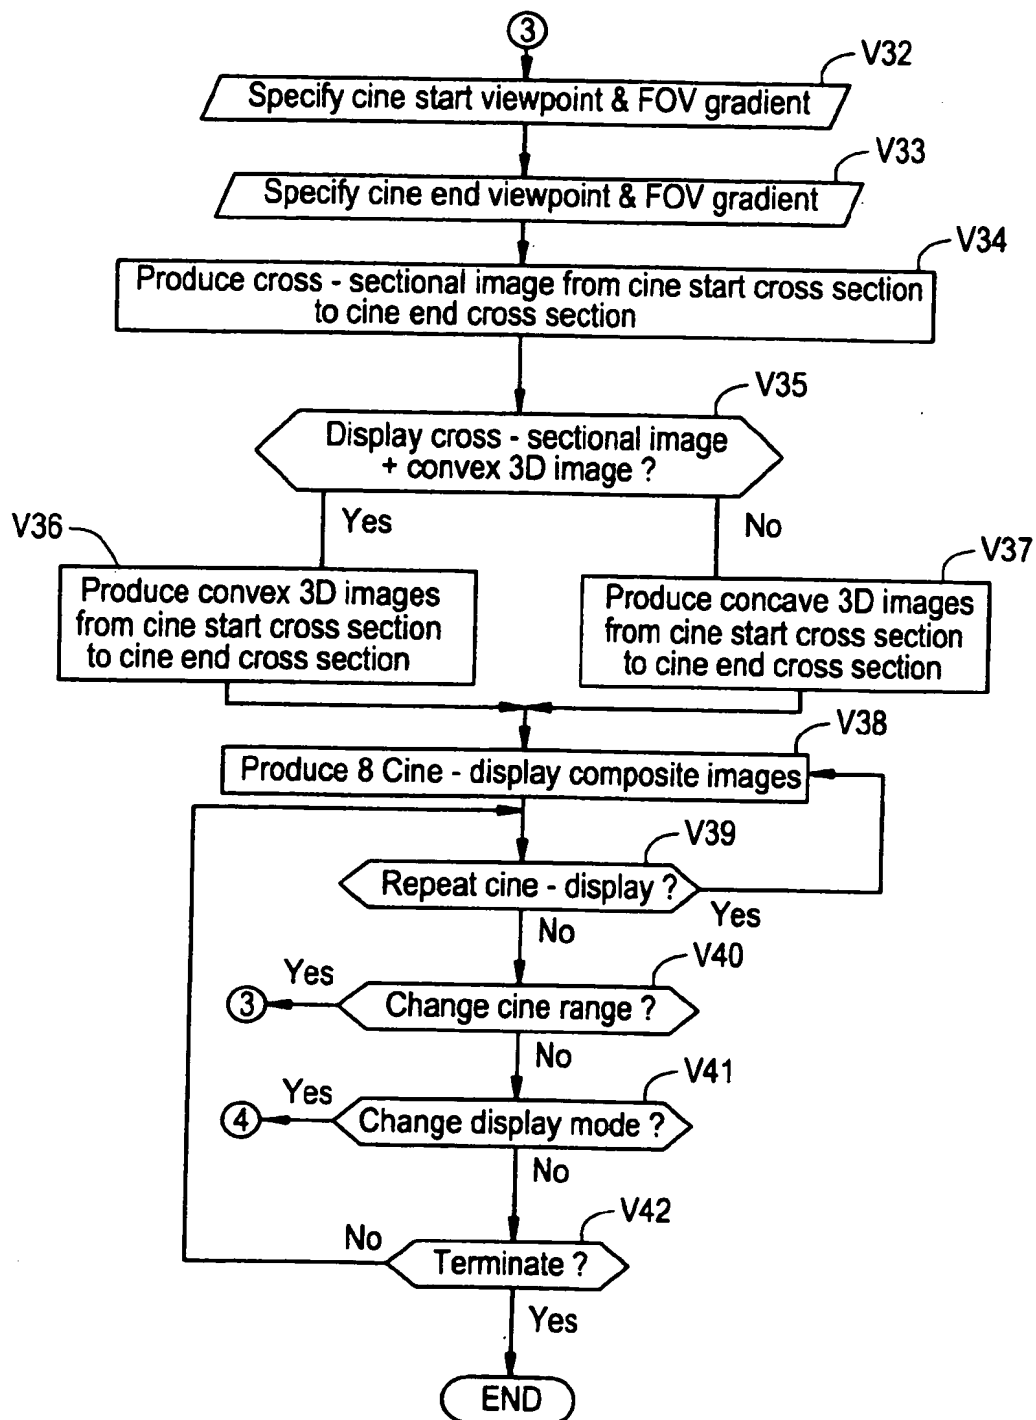 3
V32
Specify cine start viewpoint & FOV gradient
V33
Specify cine end viewpoint & FOV gradient
V34
Produce cross - sectional image from cine start cross section
to cine end cross section
V35
Display cross - sectional image
+ convex 3D image ?
Yes
No
V36
V37
Produce convex 3D images
from cine start cross section
to cine end cross section
Produce concave 3D images
from cine start cross section
to cine end cross section
V38
Produce 8 Cine - display composite images
V39
Repeat cine - display ?
Yes
No
V40
Yes
3
Change cine range ?
No
V41
Yes
4
Change display mode ?
No
V42
No
Terminate ?
Yes
END